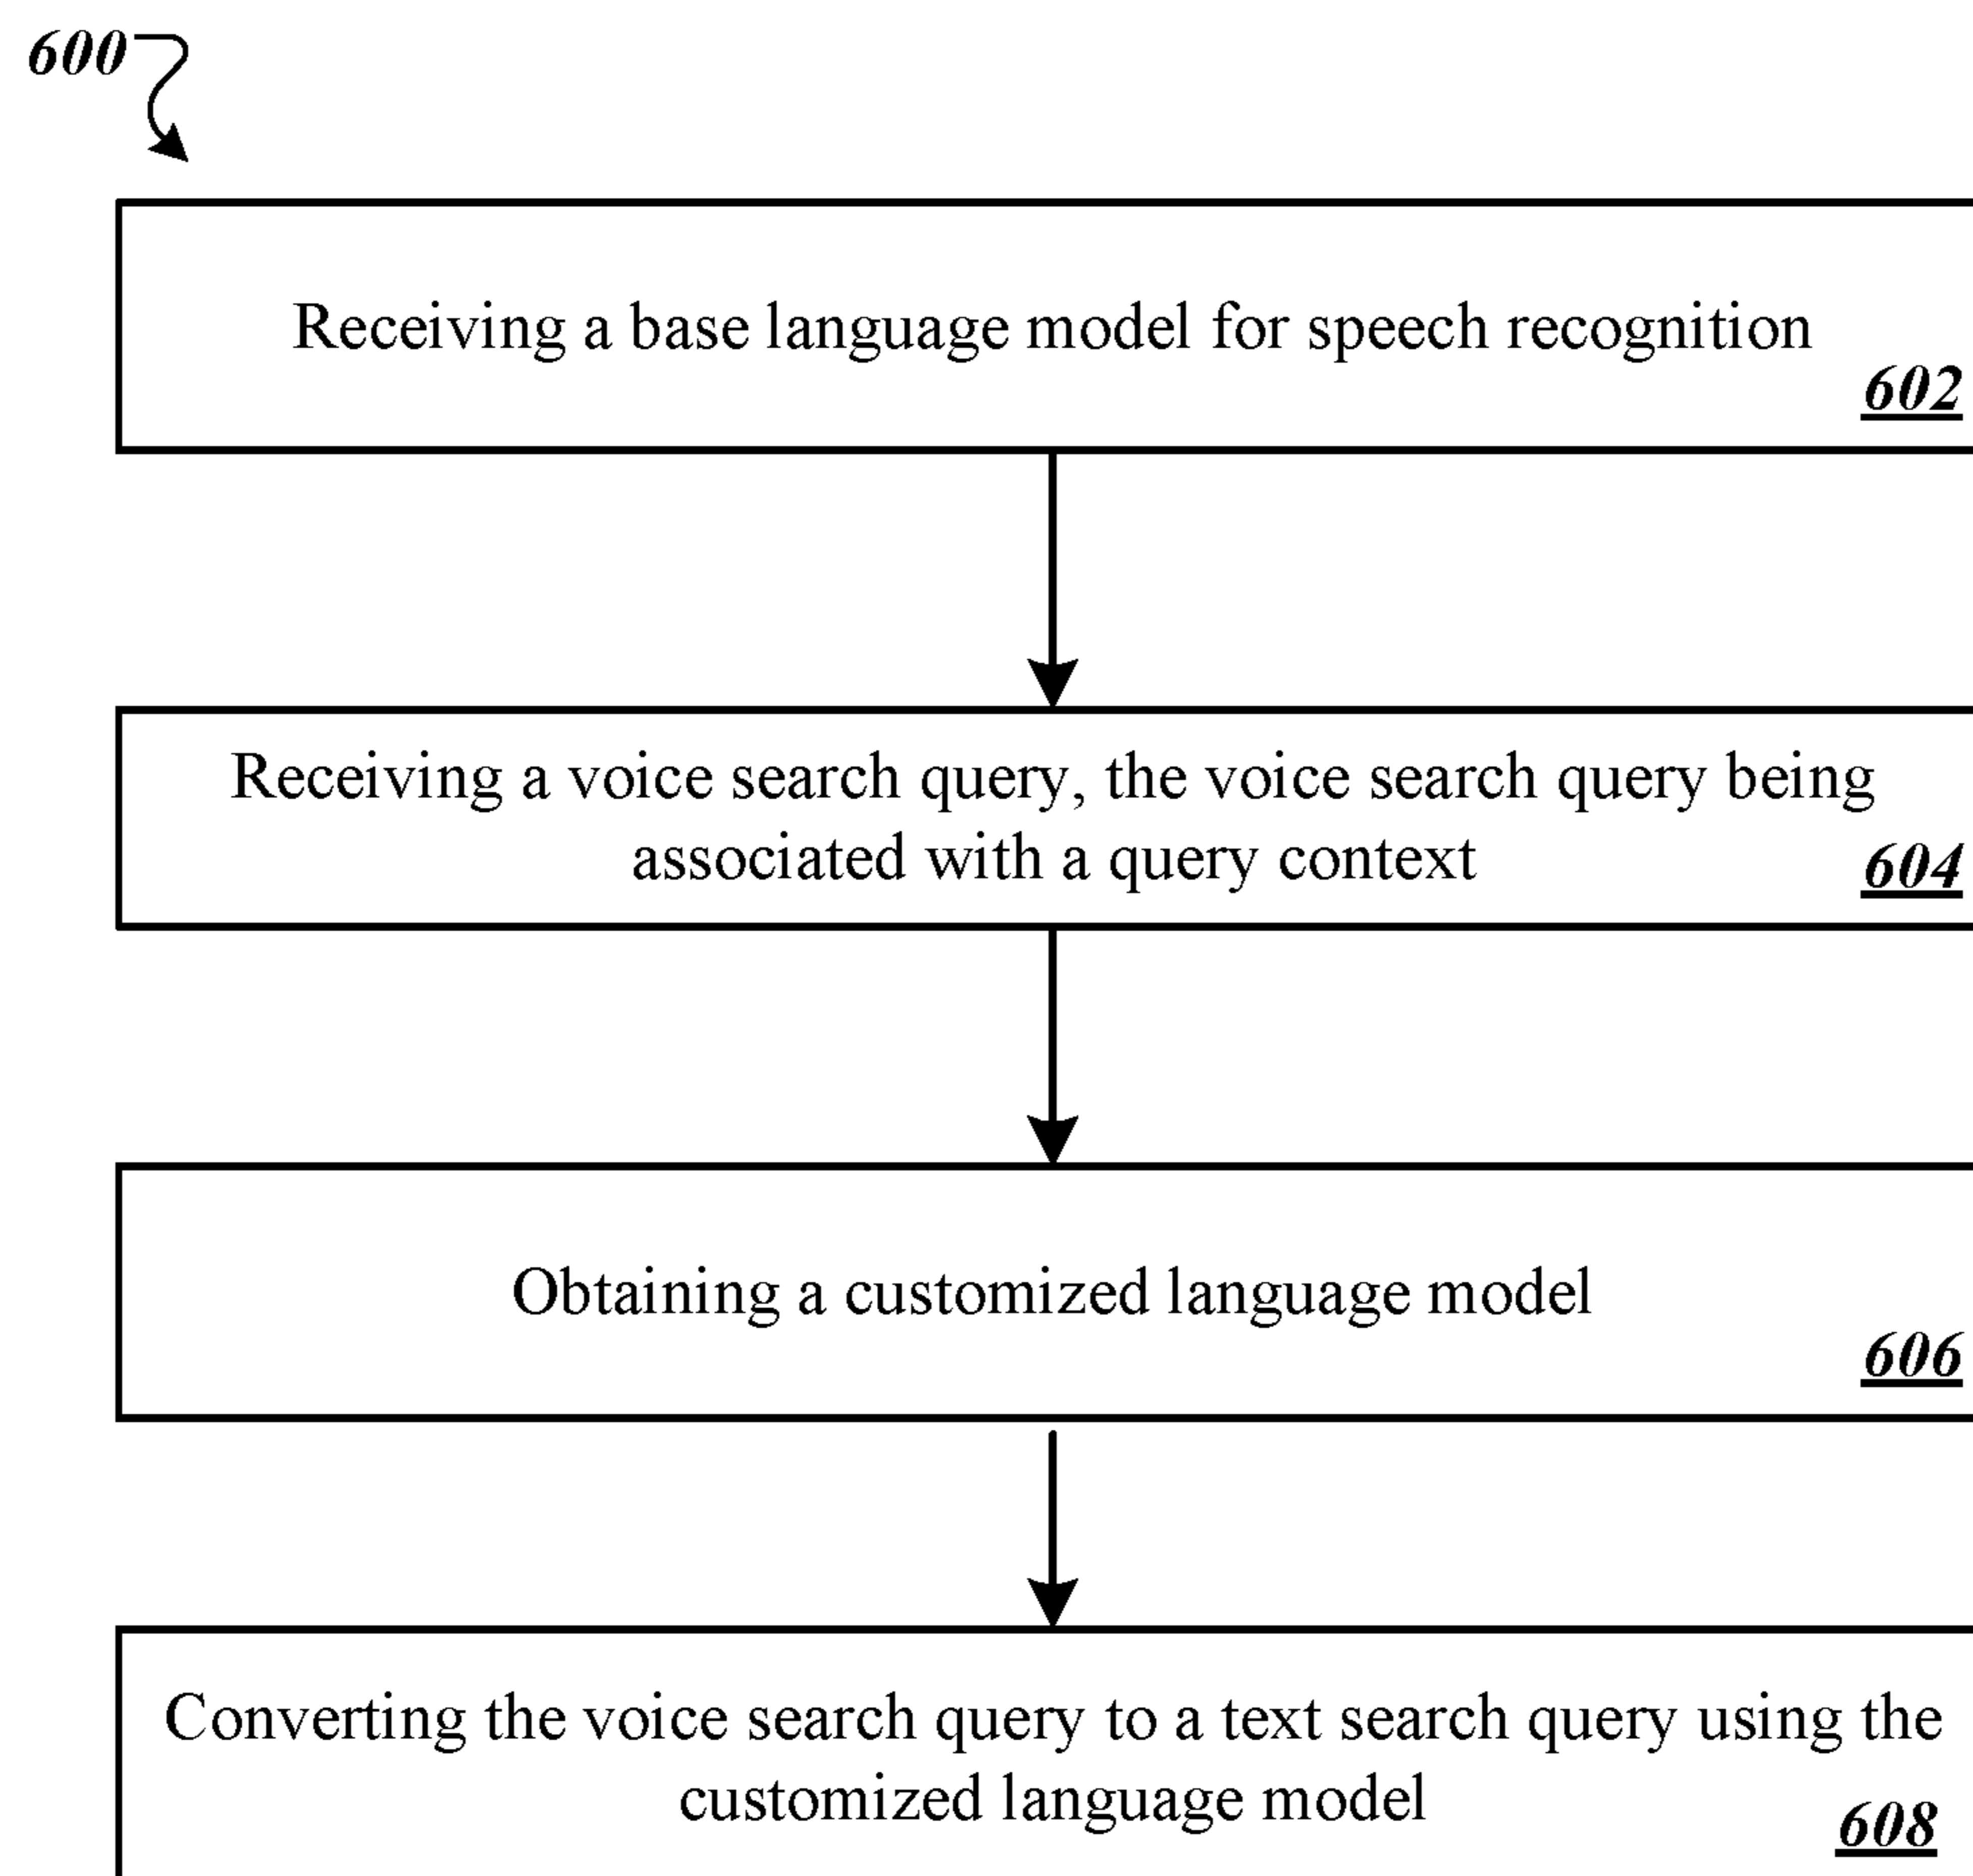 600
Receiving a base language model for speech recognition
602
Receiving a voice search query, the voice search query being
associated with a query context
604
Obtaining a customized language model
606
Converting the voice search query to a text search query using the
customized language model
608